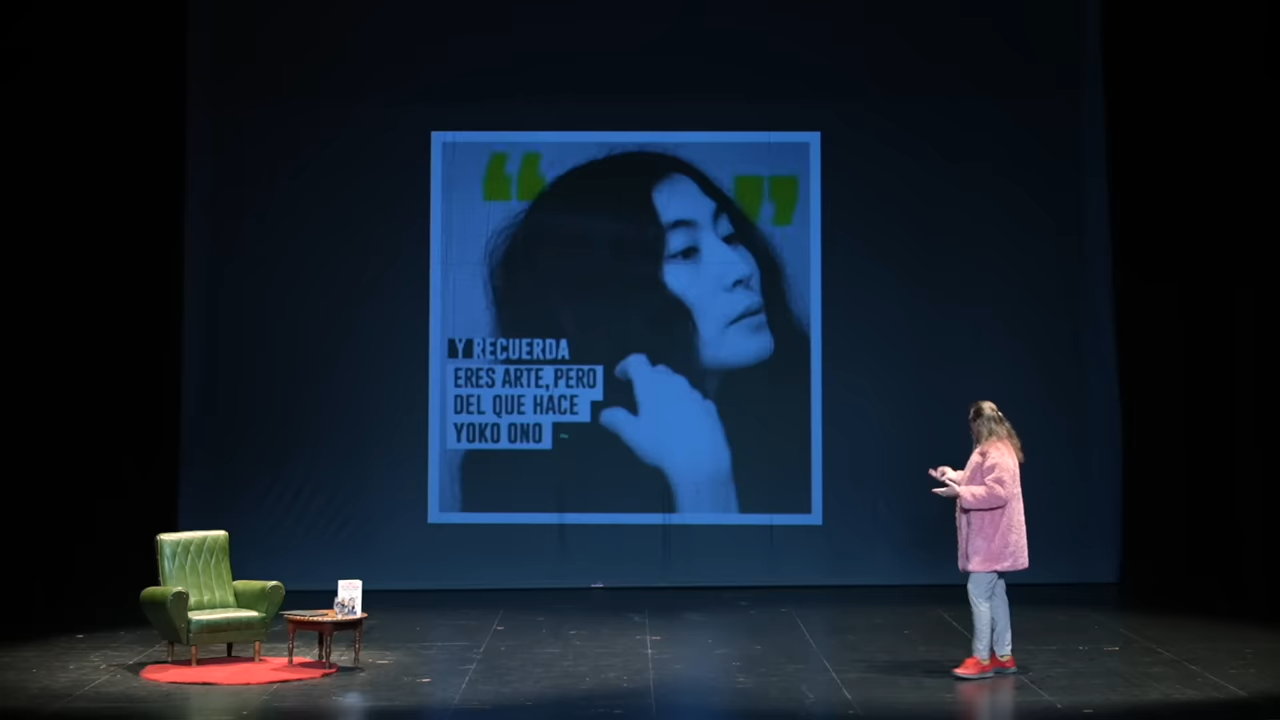 “ ”
Y RECUERDA
ERES ARTE, PERO
DEL QUE HACE
YOKO ONO